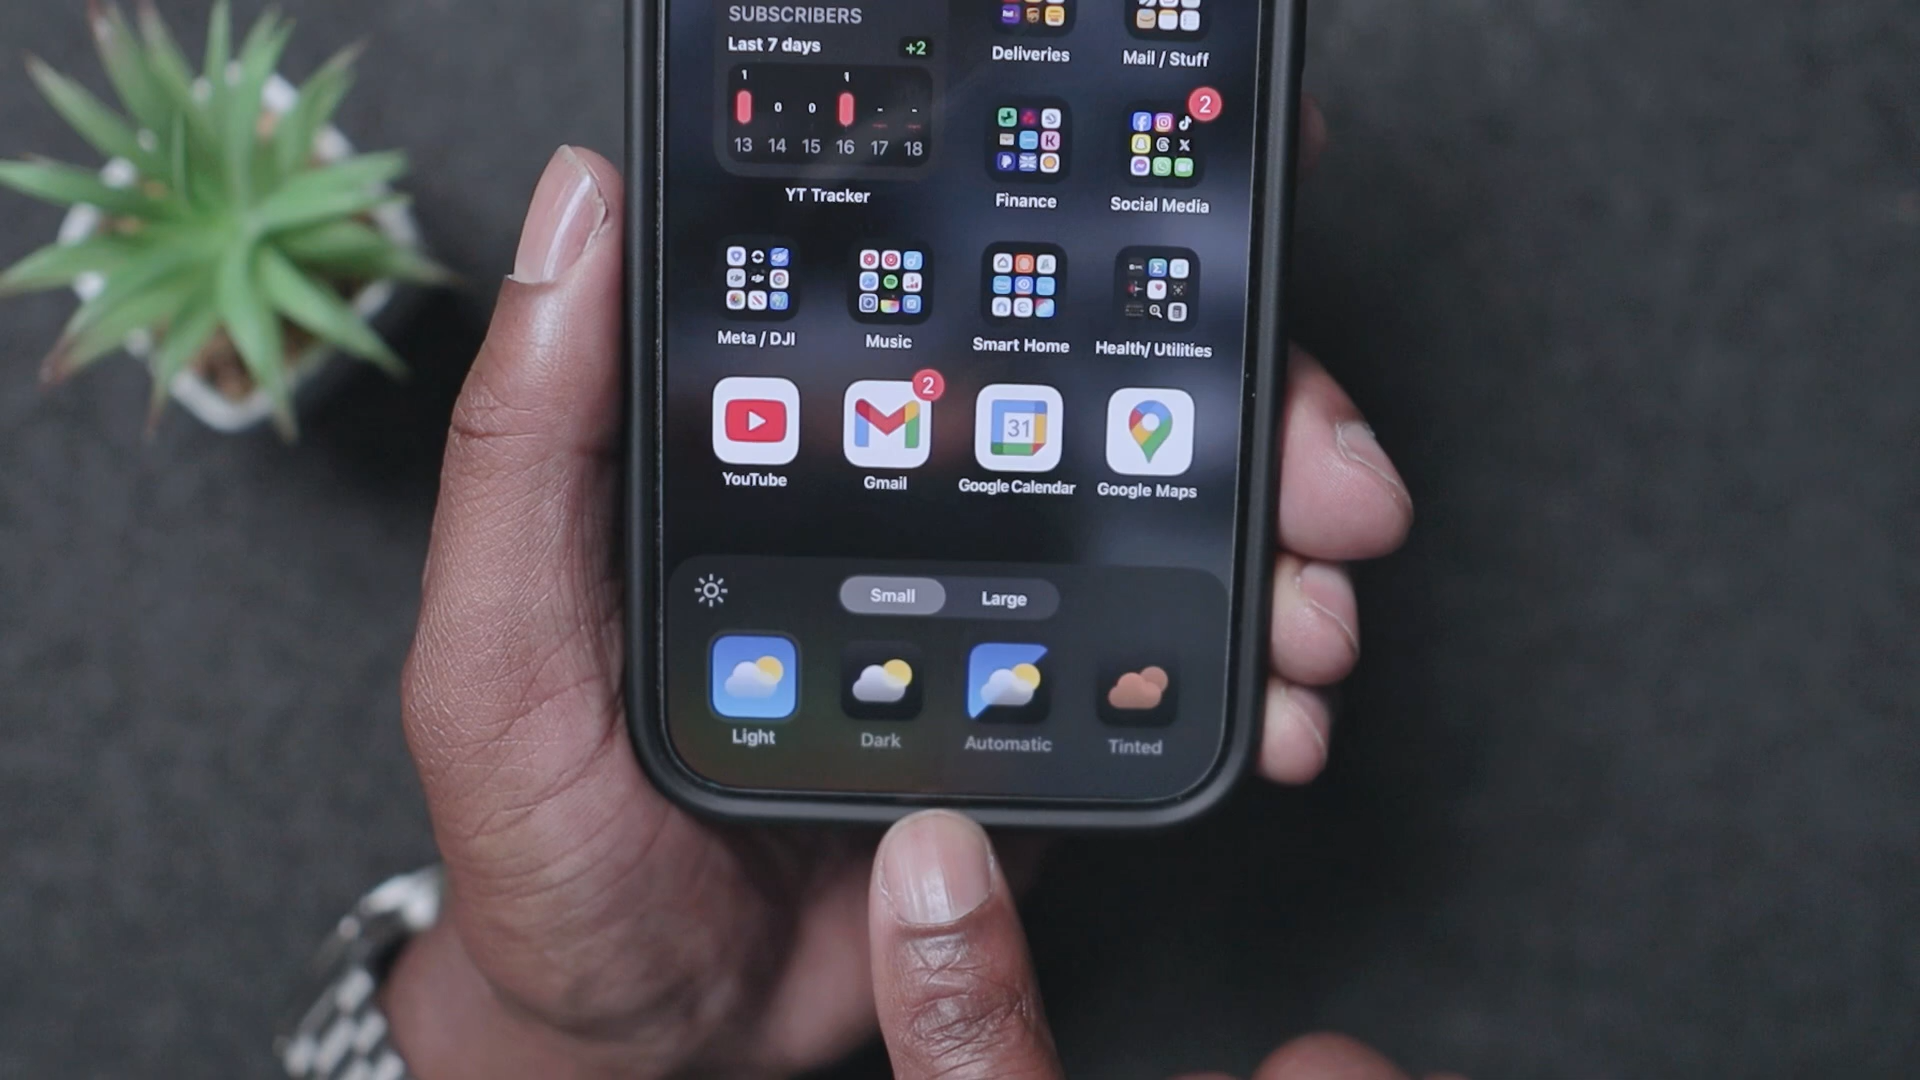 SUBSCRIBERS
Last 7 days +2
1 0 0 1 - -
13 14 15 16 17 18
YT Tracker
Deliveries
Mail / Stuff
Finance
2
Social Media
Meta / DJI
Music
Smart Home
Health/ Utilities
YouTube
2
Gmail
31
Google Calendar
Google Maps
Small
Large
Light
Dark
Automatic
Tinted